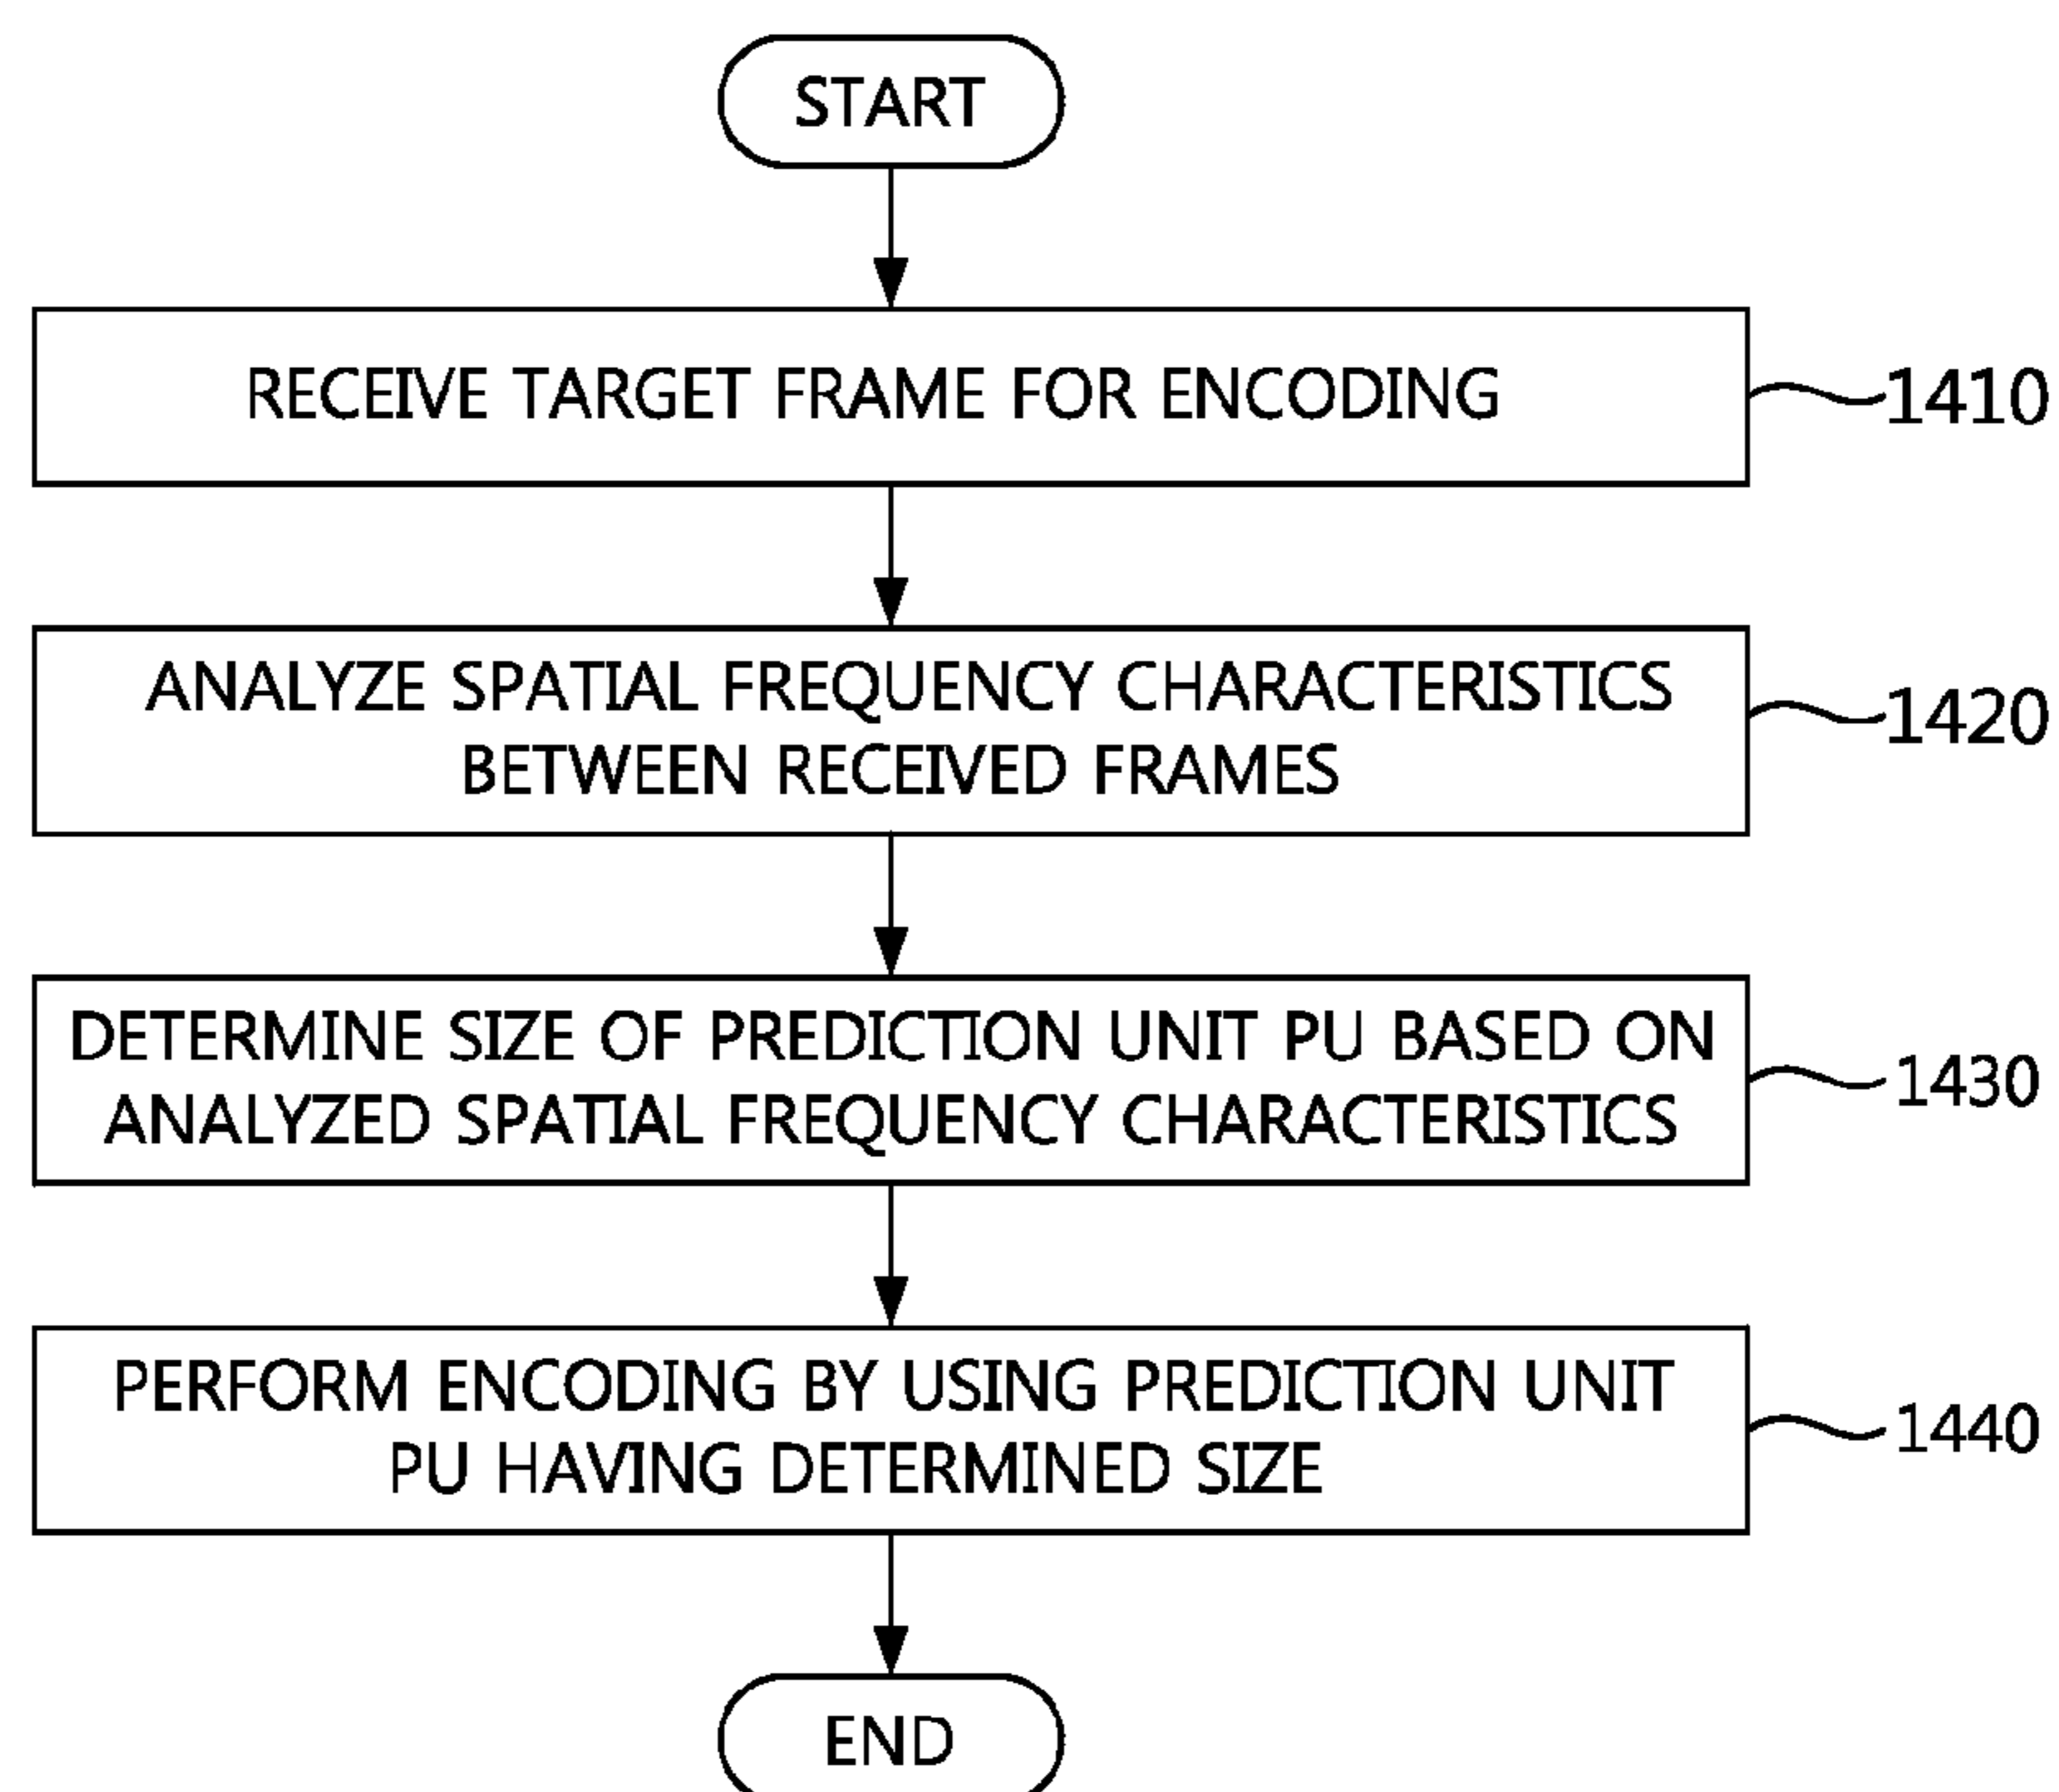 START
RECEIVE TARGET FRAME FOR ENCODING
1410
ANALYZE SPATIAL FREQUENCY CHARACTERISTICS
BETWEEN RECEIVED FRAMES
1420
DETERMINE SIZE OF PREDICTION UNIT PU BASED ON
ANALYZED SPATIAL FREQUENCY CHARACTERISTICS
1430
PERFORM ENCODING BY USING PREDICTION UNIT
PU HAVING DETERMINED SIZE
1440
END